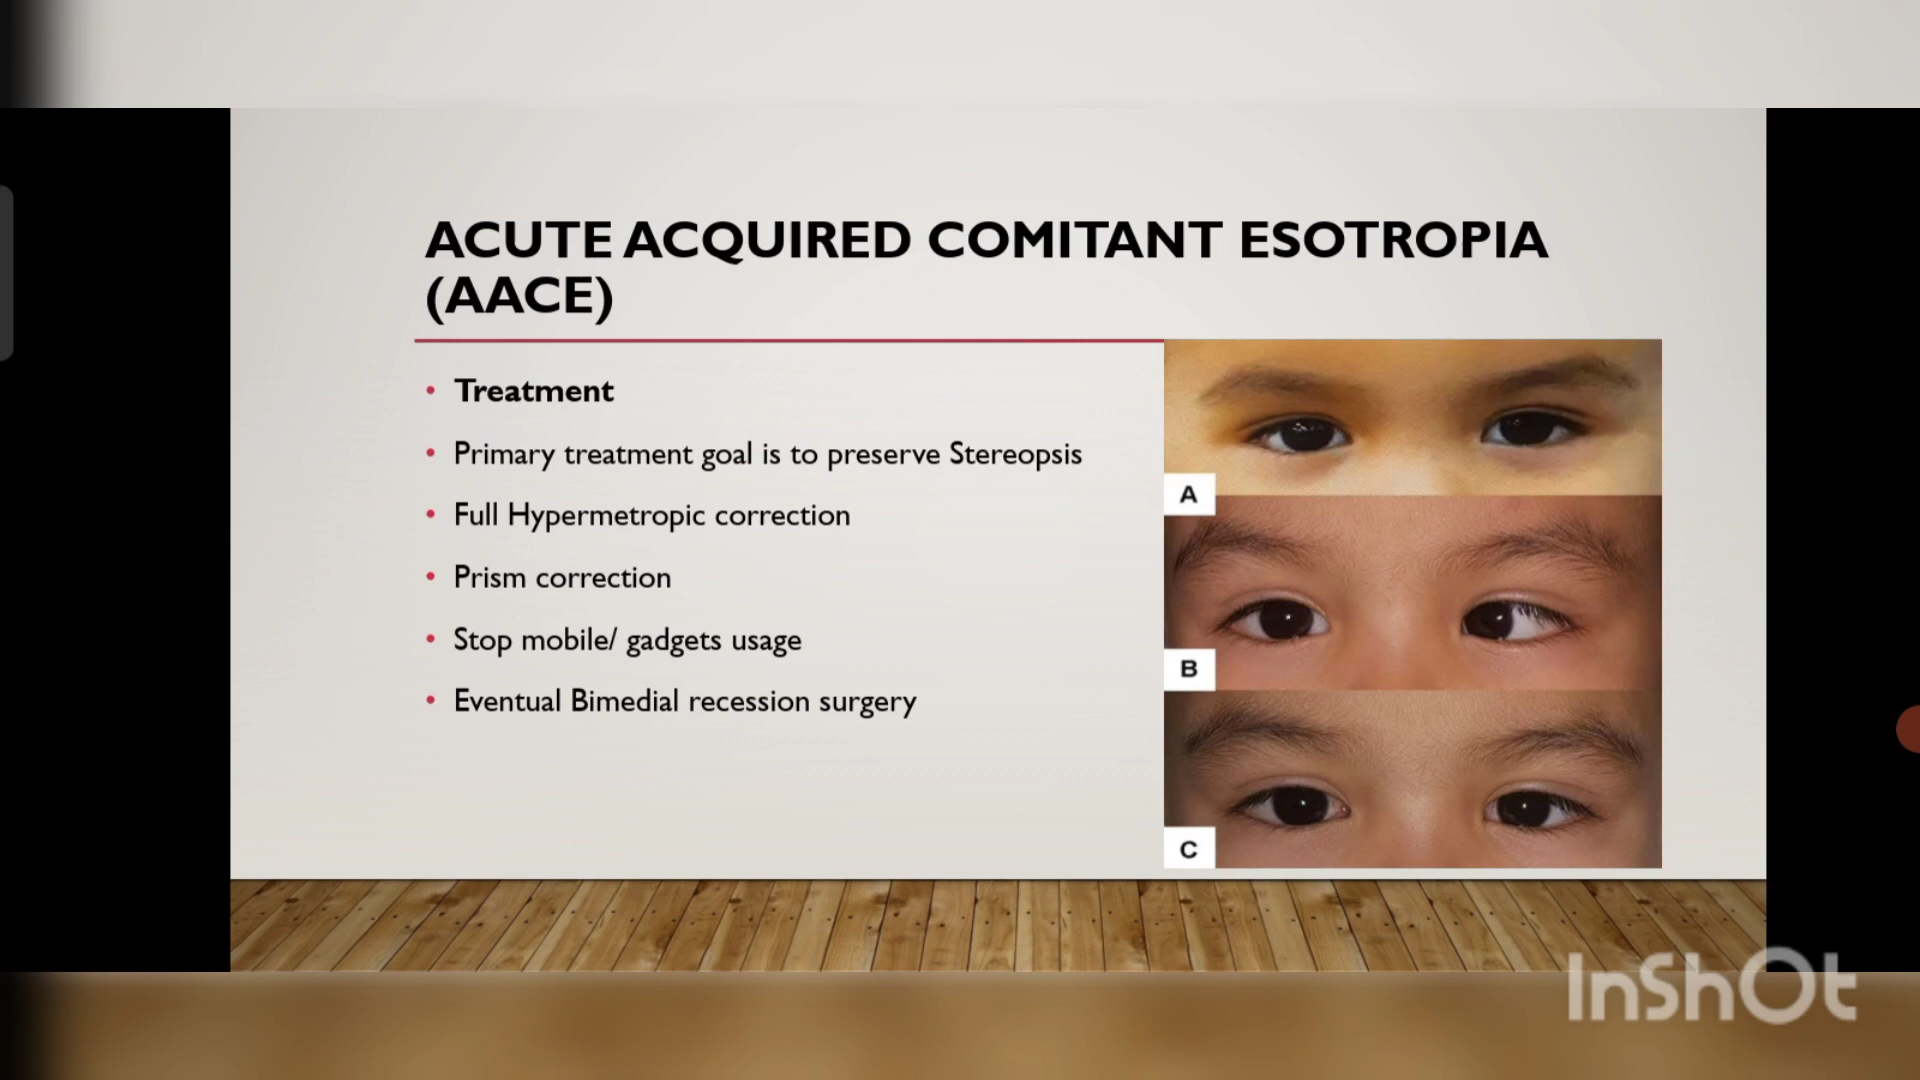 ACUTE ACQUIRED COMITANT ESOTROPIA
(AACE)
• Treatment
• Primary treatment goal is to preserve Stereopsis
• Full Hypermetropic correction
• Prism correction
• Stop mobile/ gadgets usage
• Eventual Bimedial recession surgery
A
B
C
InShOt